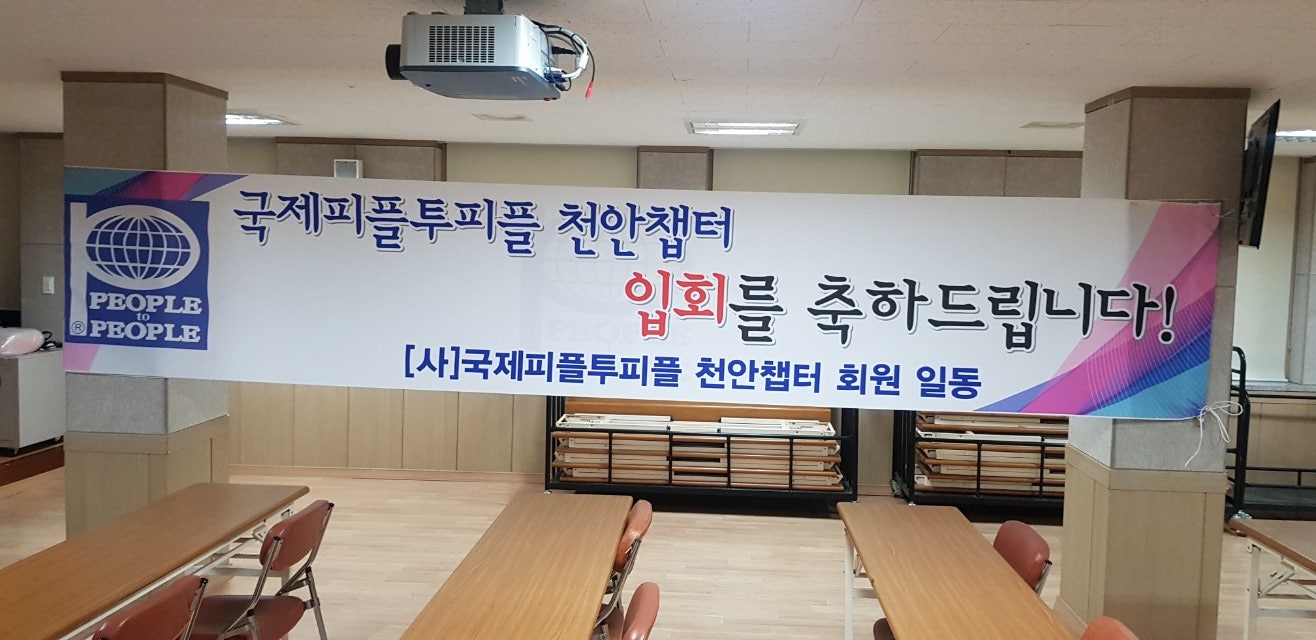 PEOPLE
to
PEOPLE
®
국제피플투피플 천안챕터
입회를 축하드립니다!
[사]국제피플투피플 천안챕터 회원 일동